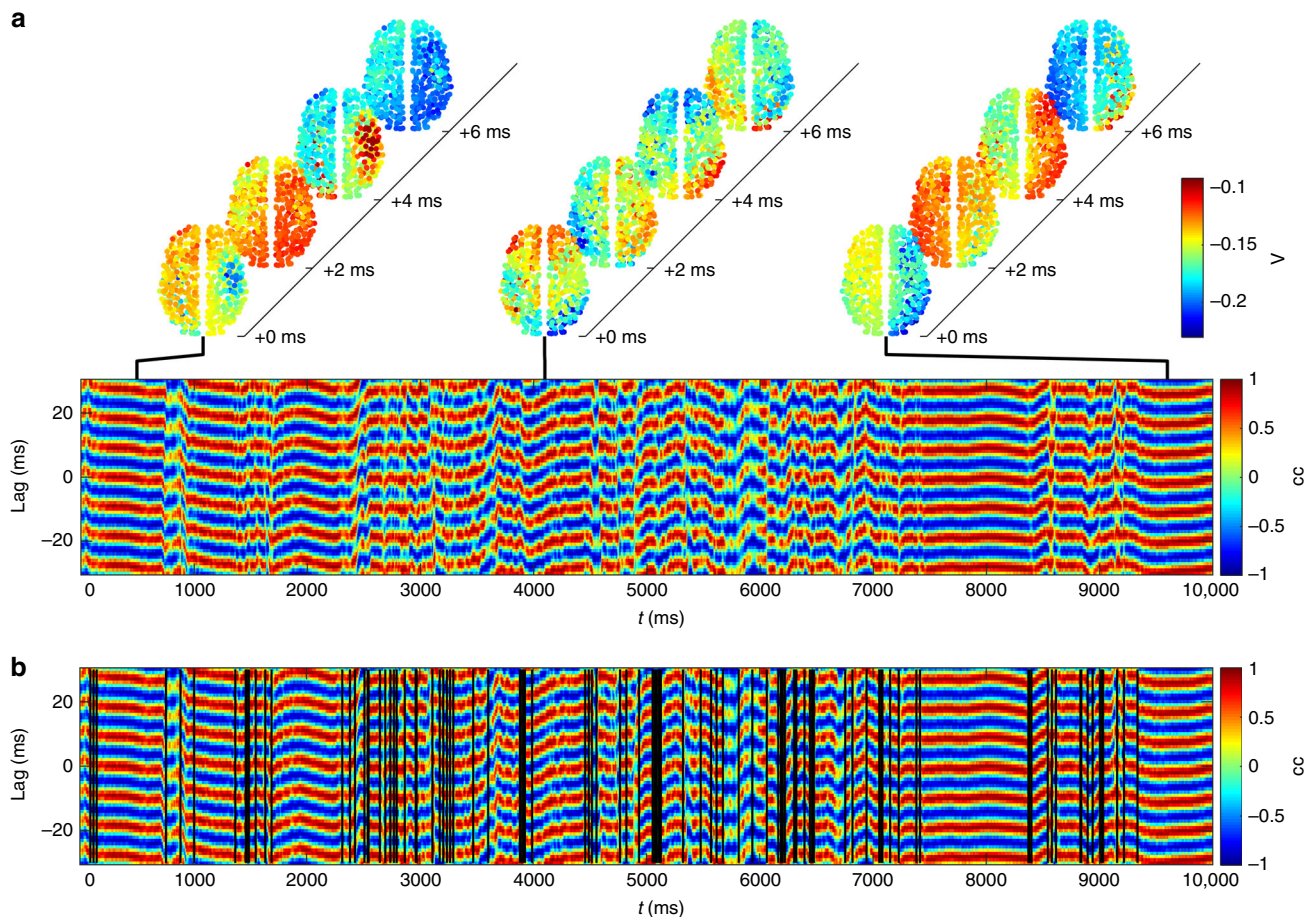 a
+6 ms
+4 ms
+2 ms
+0 ms
+6 ms
+4 ms
+2 ms
+0 ms
+6 ms
+4 ms
+2 ms
+0 ms
–0.1
–0.15
–0.2
V
Lag (ms)
20
0
–20
0 1000 2000 3000 4000 5000 6000 7000 8000 9000 10,000
t (ms)
1
0.5
0
–0.5
–1
cc
b
Lag (ms)
20
0
–20
0 1000 2000 3000 4000 5000 6000 7000 8000 9000 10,000
t (ms)
1
0.5
0
–0.5
–1
cc